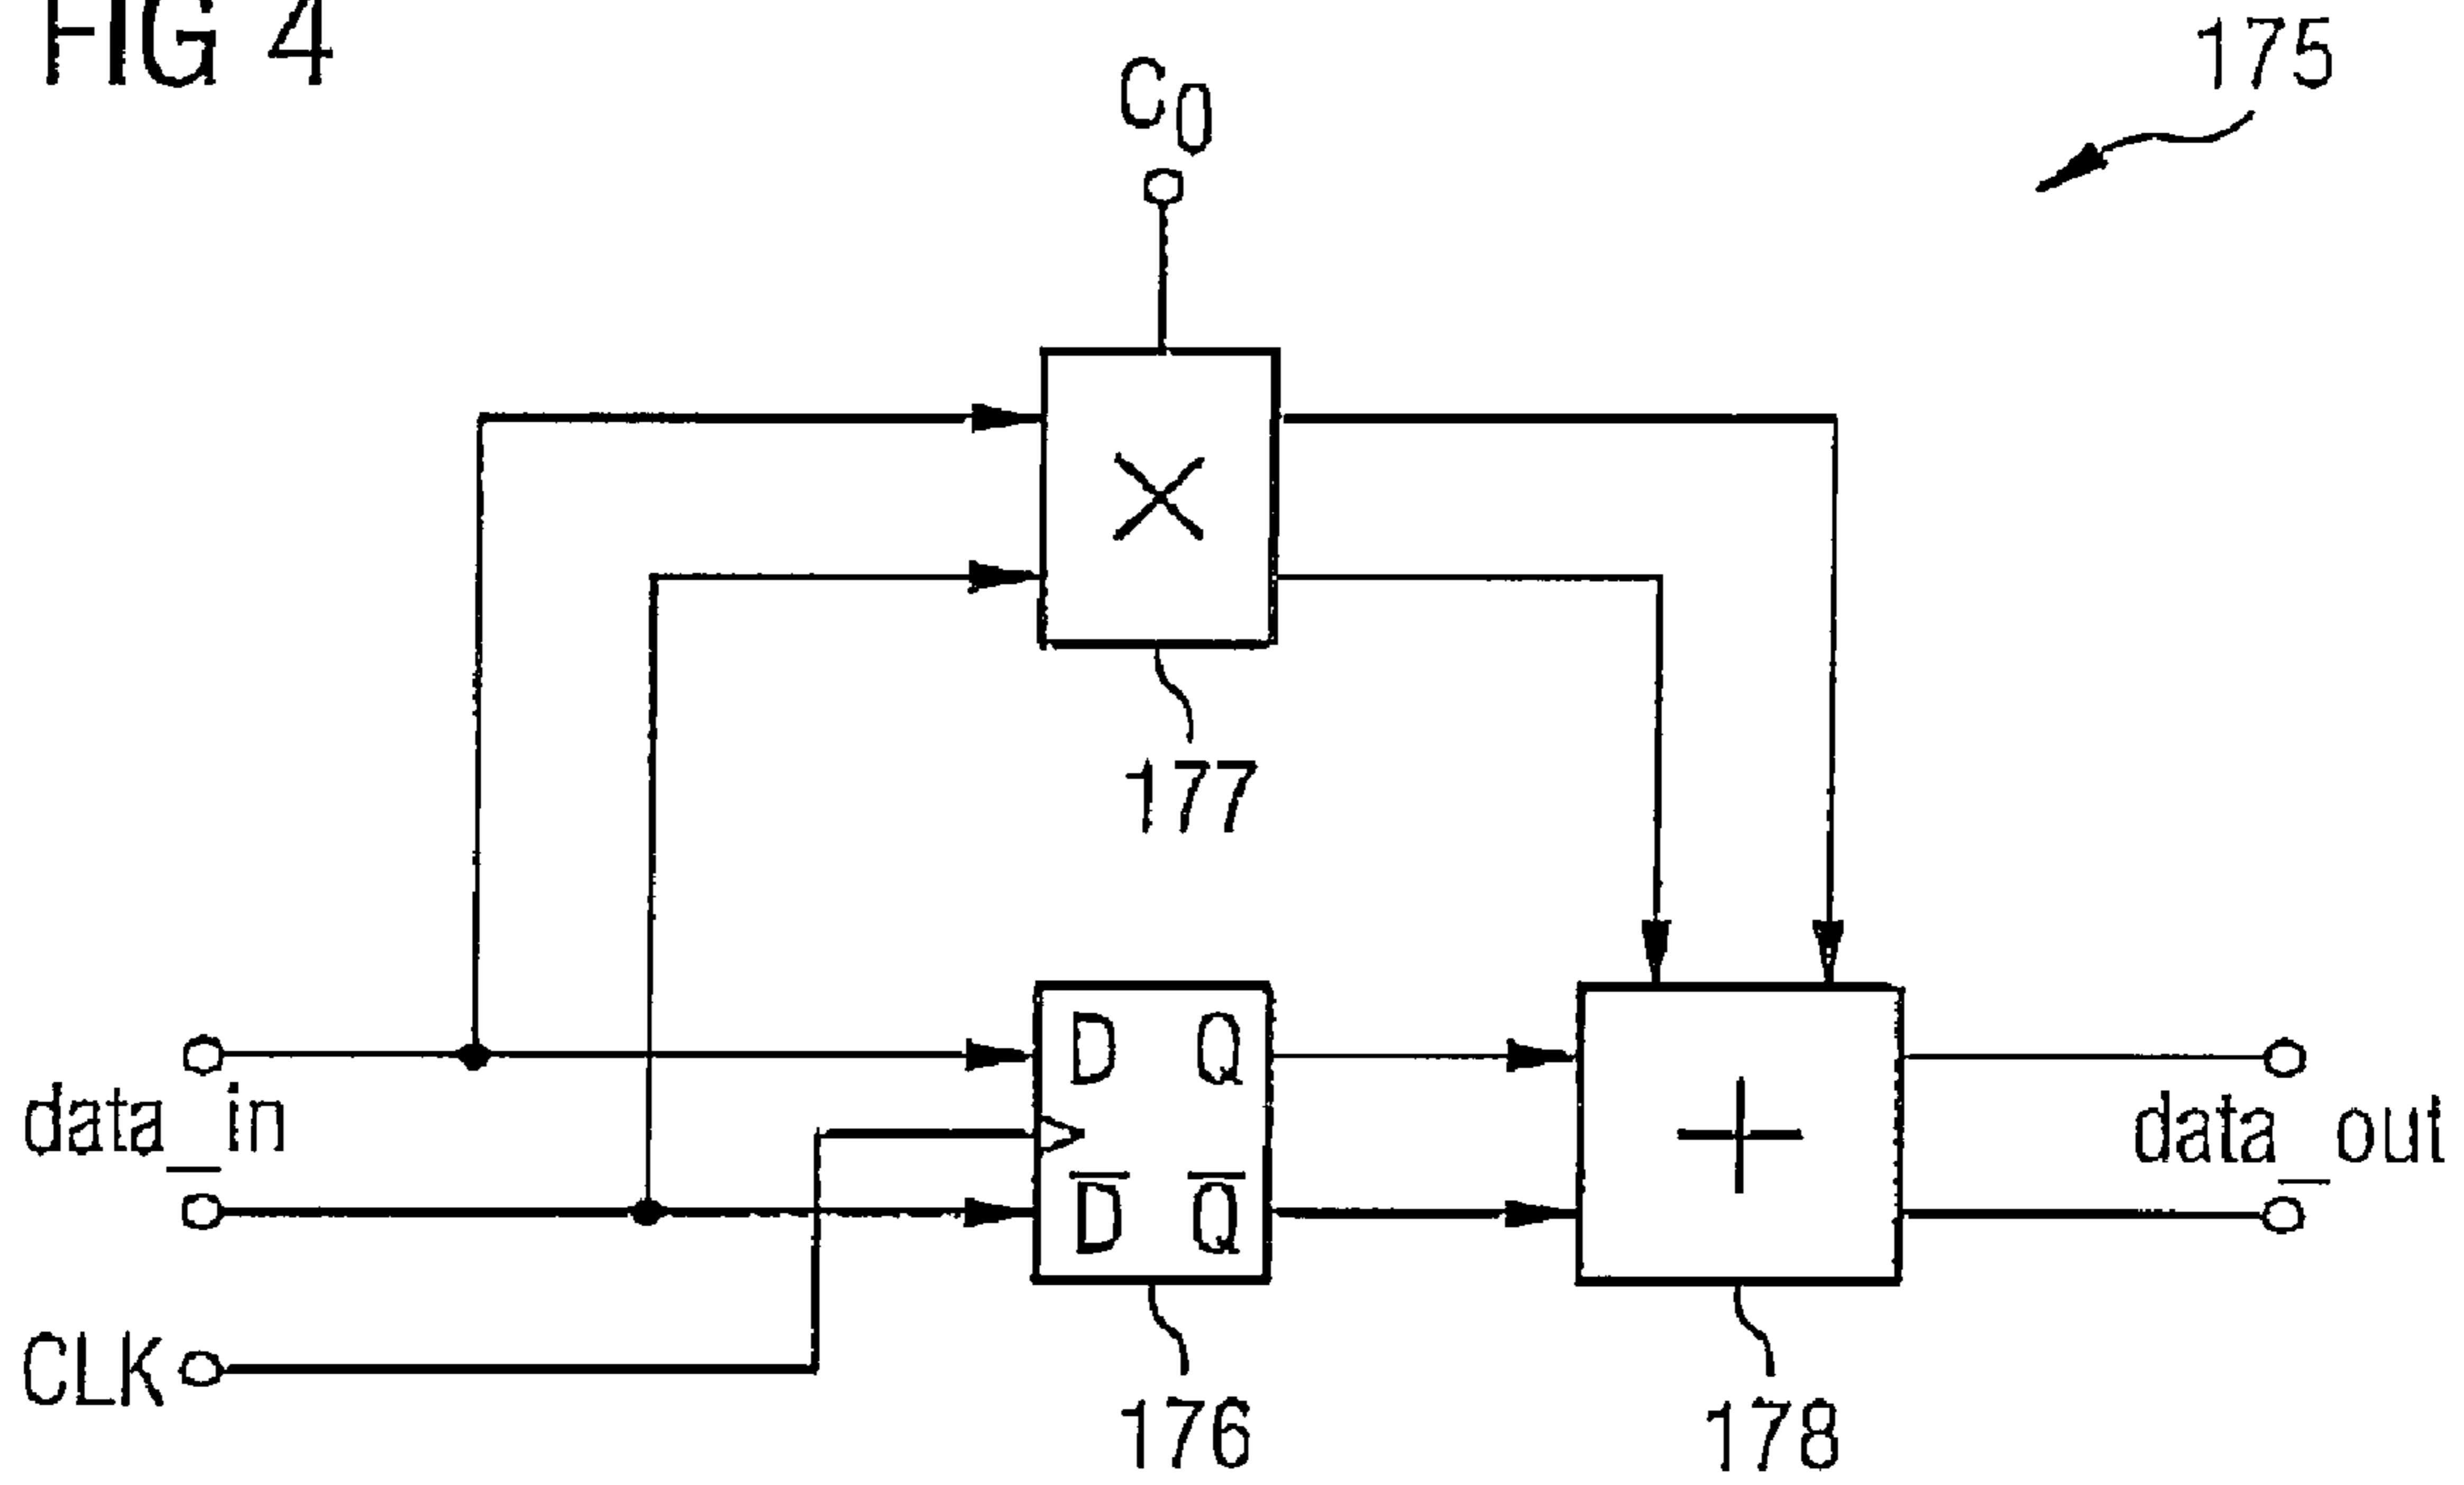 FIG 4
175
C0
X
177
data_in
D Q
D̅ Q̅
+
data_out
CLK
176
178